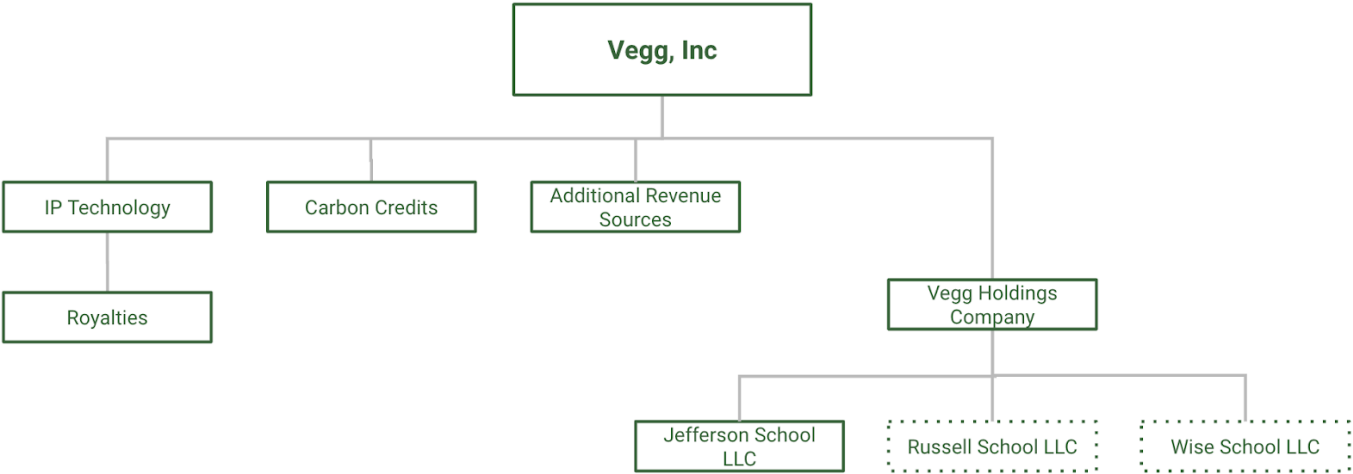 Vegg, Inc
IP Technology
Carbon Credits
Additional Revenue
Sources
Royalties
Vegg Holdings
Company
Jefferson School
LLC
Russell School LLC
Wise School LLC